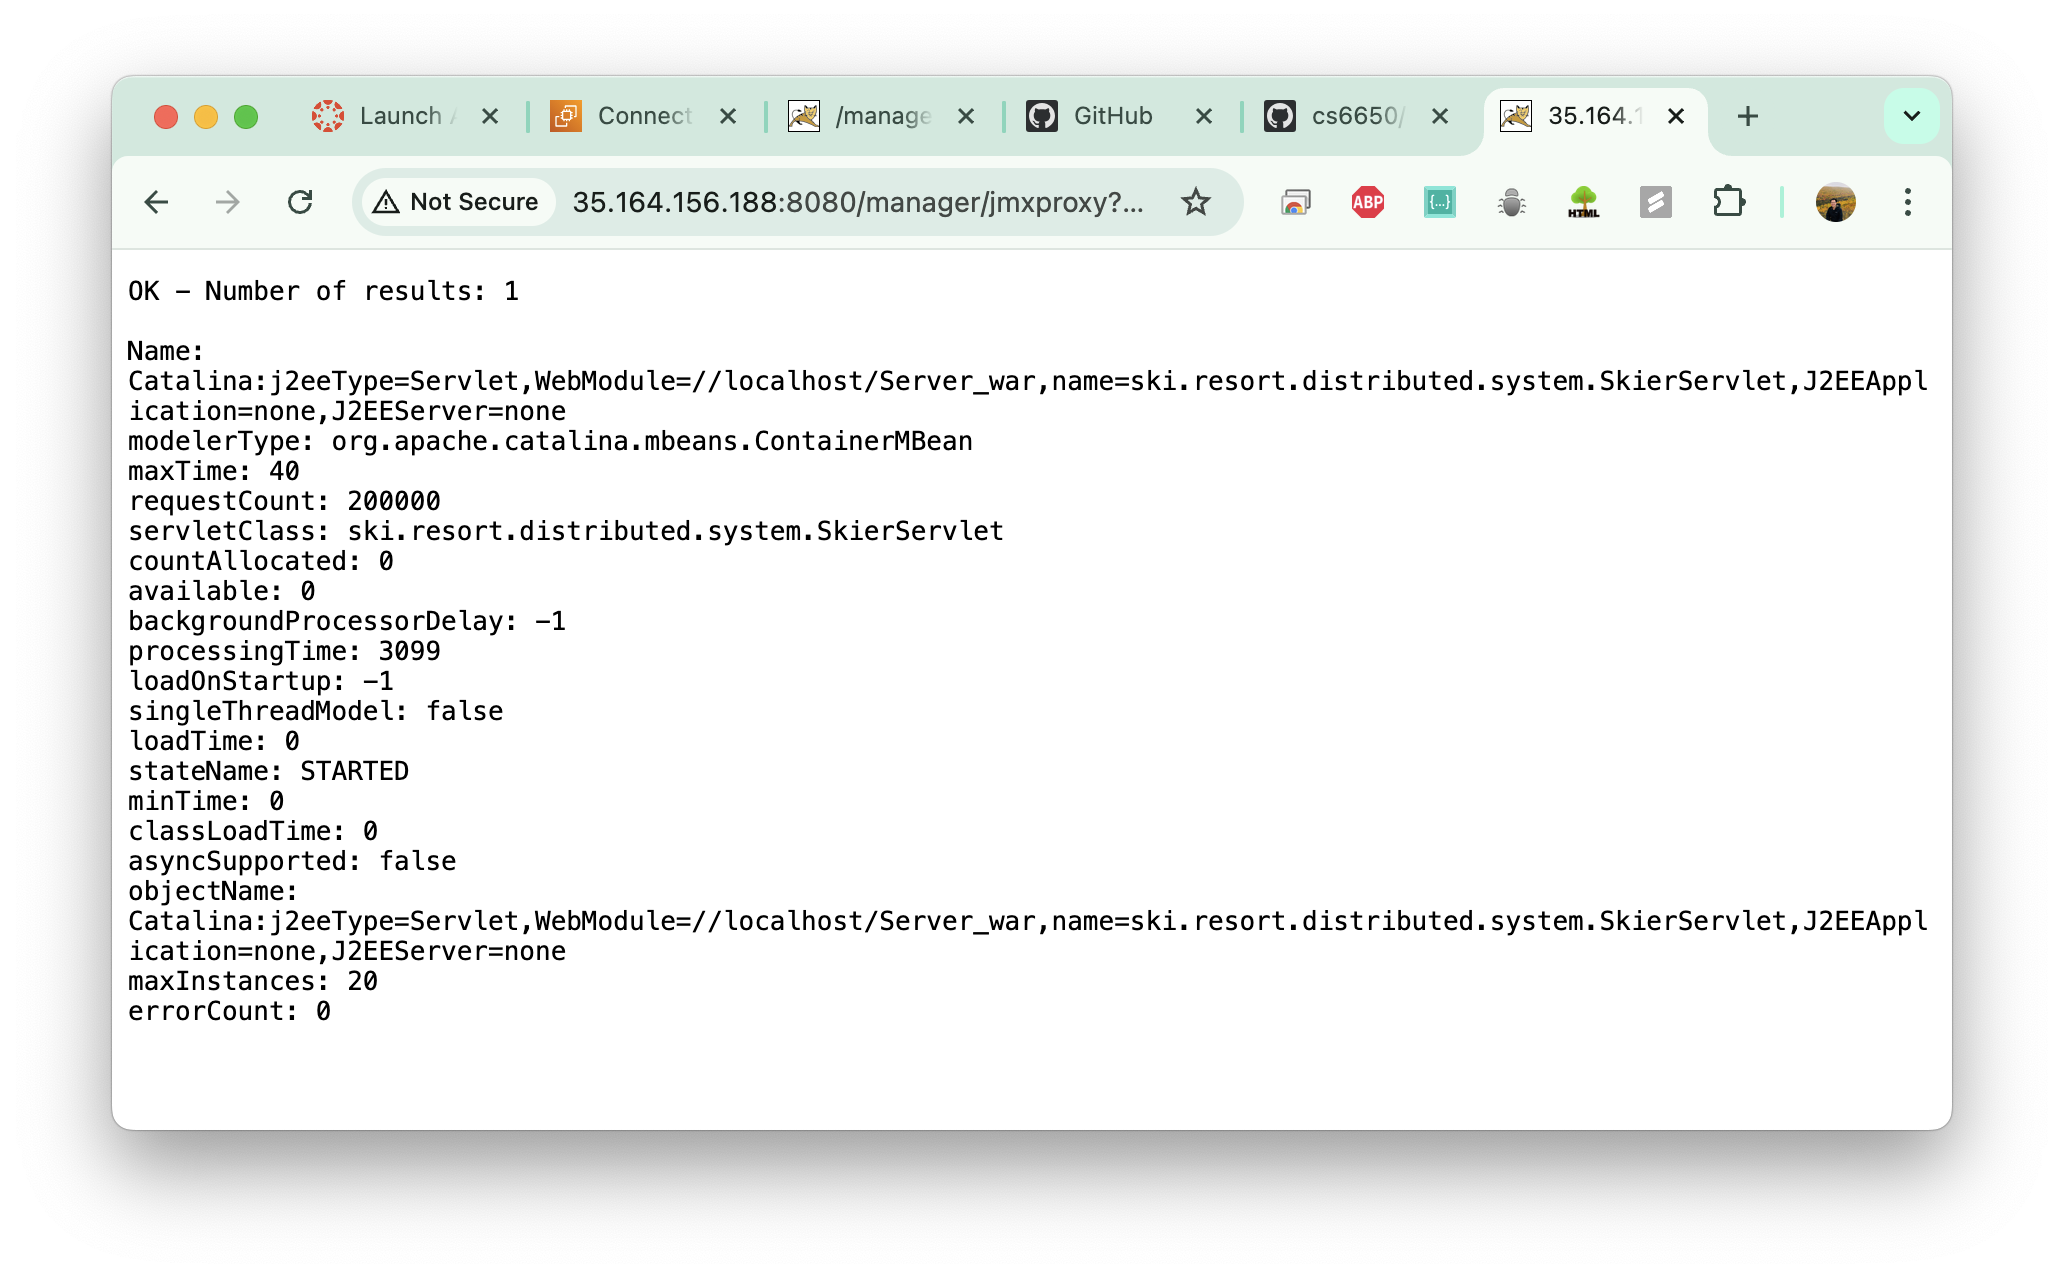 Launch
Connect
/manage
GitHub
cs6650/
35.164.1
Not Secure
35.164.156.188:8080/manager/jmxproxy?...
ABP
{...}
HTML
OK - Number of results: 1
Name:
Catalina:j2eeType=Servlet,WebModule=//localhost/Server_war,name=ski.resort.distributed.system.SkierServlet,J2EEAppl
ication=none,J2EEServer=none
modelerType: org.apache.catalina.mbeans.ContainerMBean
maxTime: 40
requestCount: 200000
servletClass: ski.resort.distributed.system.SkierServlet
countAllocated: 0
available: 0
backgroundProcessorDelay: -1
processingTime: 3099
loadOnStartup: -1
singleThreadModel: false
loadTime: 0
stateName: STARTED
minTime: 0
classLoadTime: 0
asyncSupported: false
objectName:
Catalina:j2eeType=Servlet,WebModule=//localhost/Server_war,name=ski.resort.distributed.system.SkierServlet,J2EEAppl
ication=none,J2EEServer=none
maxInstances: 20
errorCount: 0